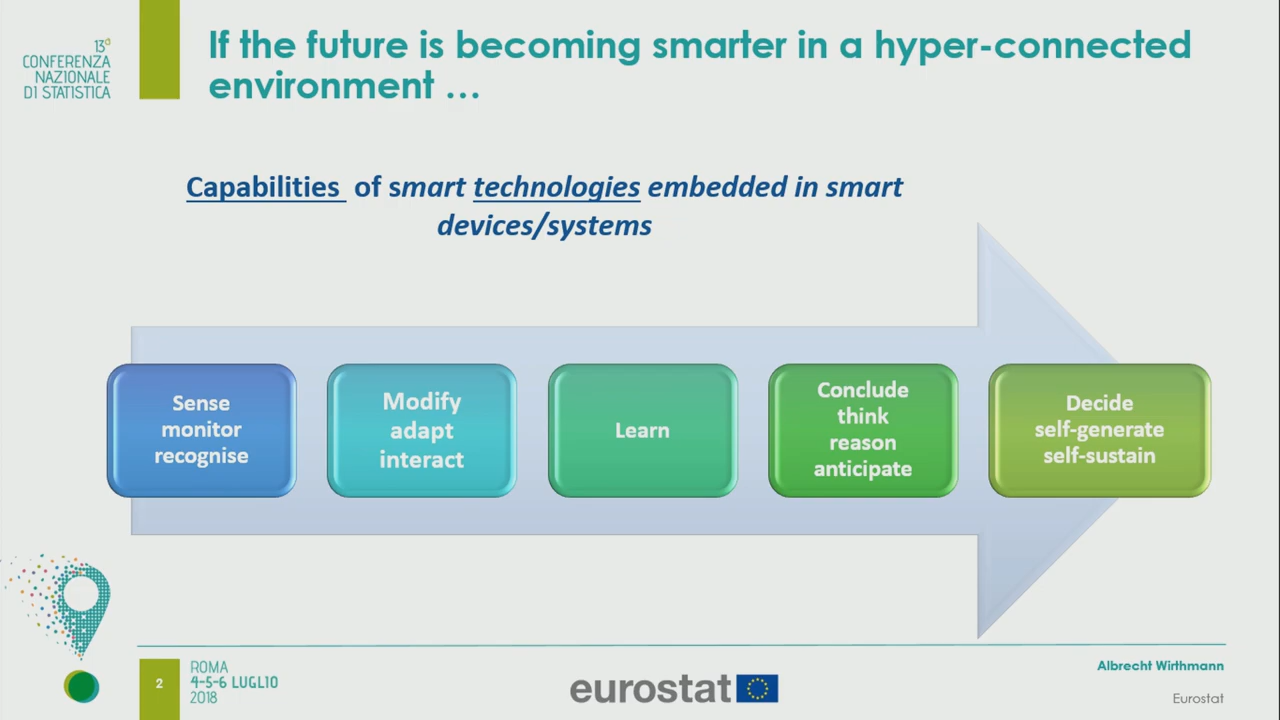 13ª
CONFERENZA
NAZIONALE
DI STATISTICA
If the future is becoming smarter in a hyper-connected
environment …
Capabilities of smart technologies embedded in smart
devices/systems
Sense
monitor
recognise
Modify
adapt
interact
Learn
Conclude
think
reason
anticipate
Decide
self-generate
self-sustain
2
ROMA
4-5-6 LUGLIO
2018
eurostat
Albrecht Wirthmann
Eurostat